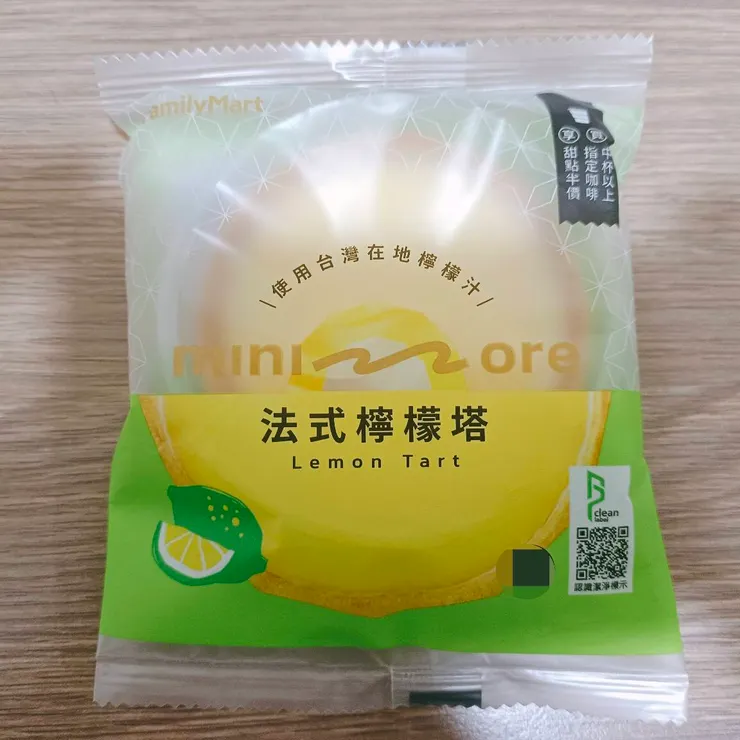 amilyMart
買中杯以上
指定咖啡
享甜點半價
\使用台灣在地檸檬汁/
mini more
法式檸檬塔
Lemon Tart
clean
label
認識潔淨標示